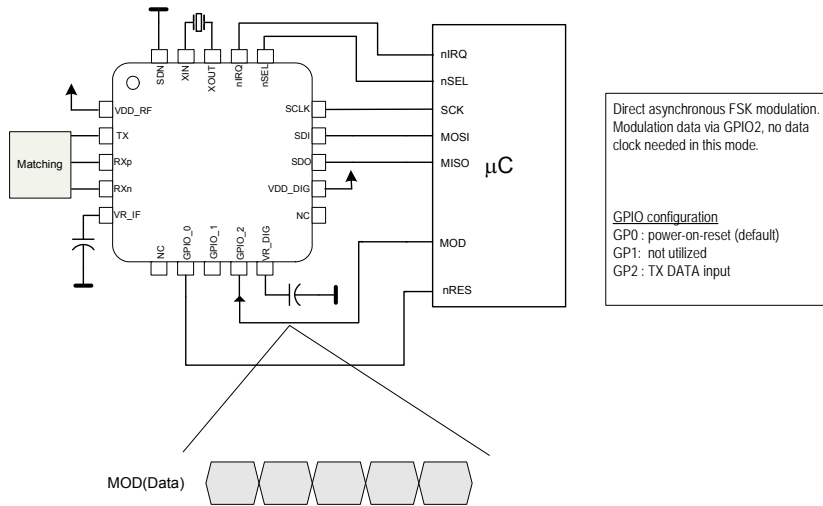 SDN
XIN
XOUT
nIRQ
nSEL
VDD_RF
TX
RXp
RXn
VR_IF
Matching
SCLK
SDI
SDO
VDD_DIG
NC
NC
GPIO_0
GPIO_1
GPIO_2
VR_DIG
nIRQ
nSEL
SCK
MOSI
MISO
μC
MOD
nRES
Direct asynchronous FSK modulation.
Modulation data via GPIO2, no data
clock needed in this mode.
GPIO configuration
GP0 : power-on-reset (default)
GP1: not utilized
GP2 : TX DATA input
MOD(Data)